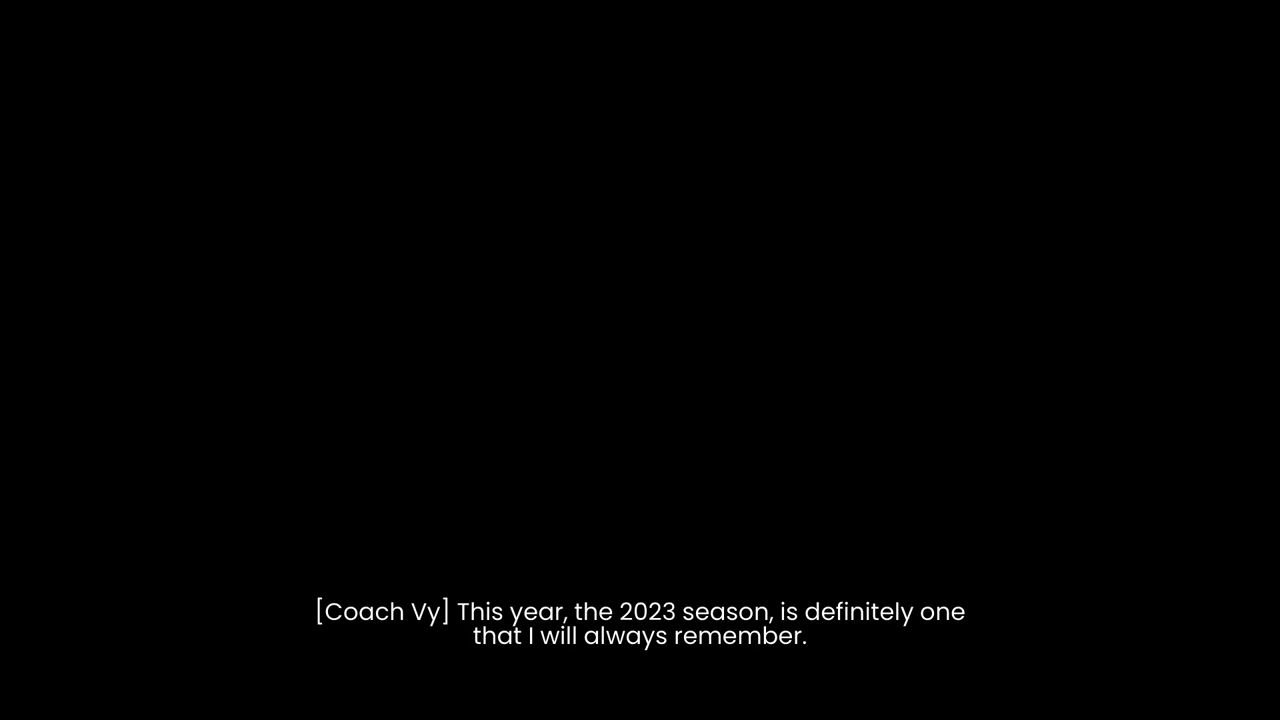 [Coach Vy] This year, the 2023 season, is definitely one
that I will always remember.